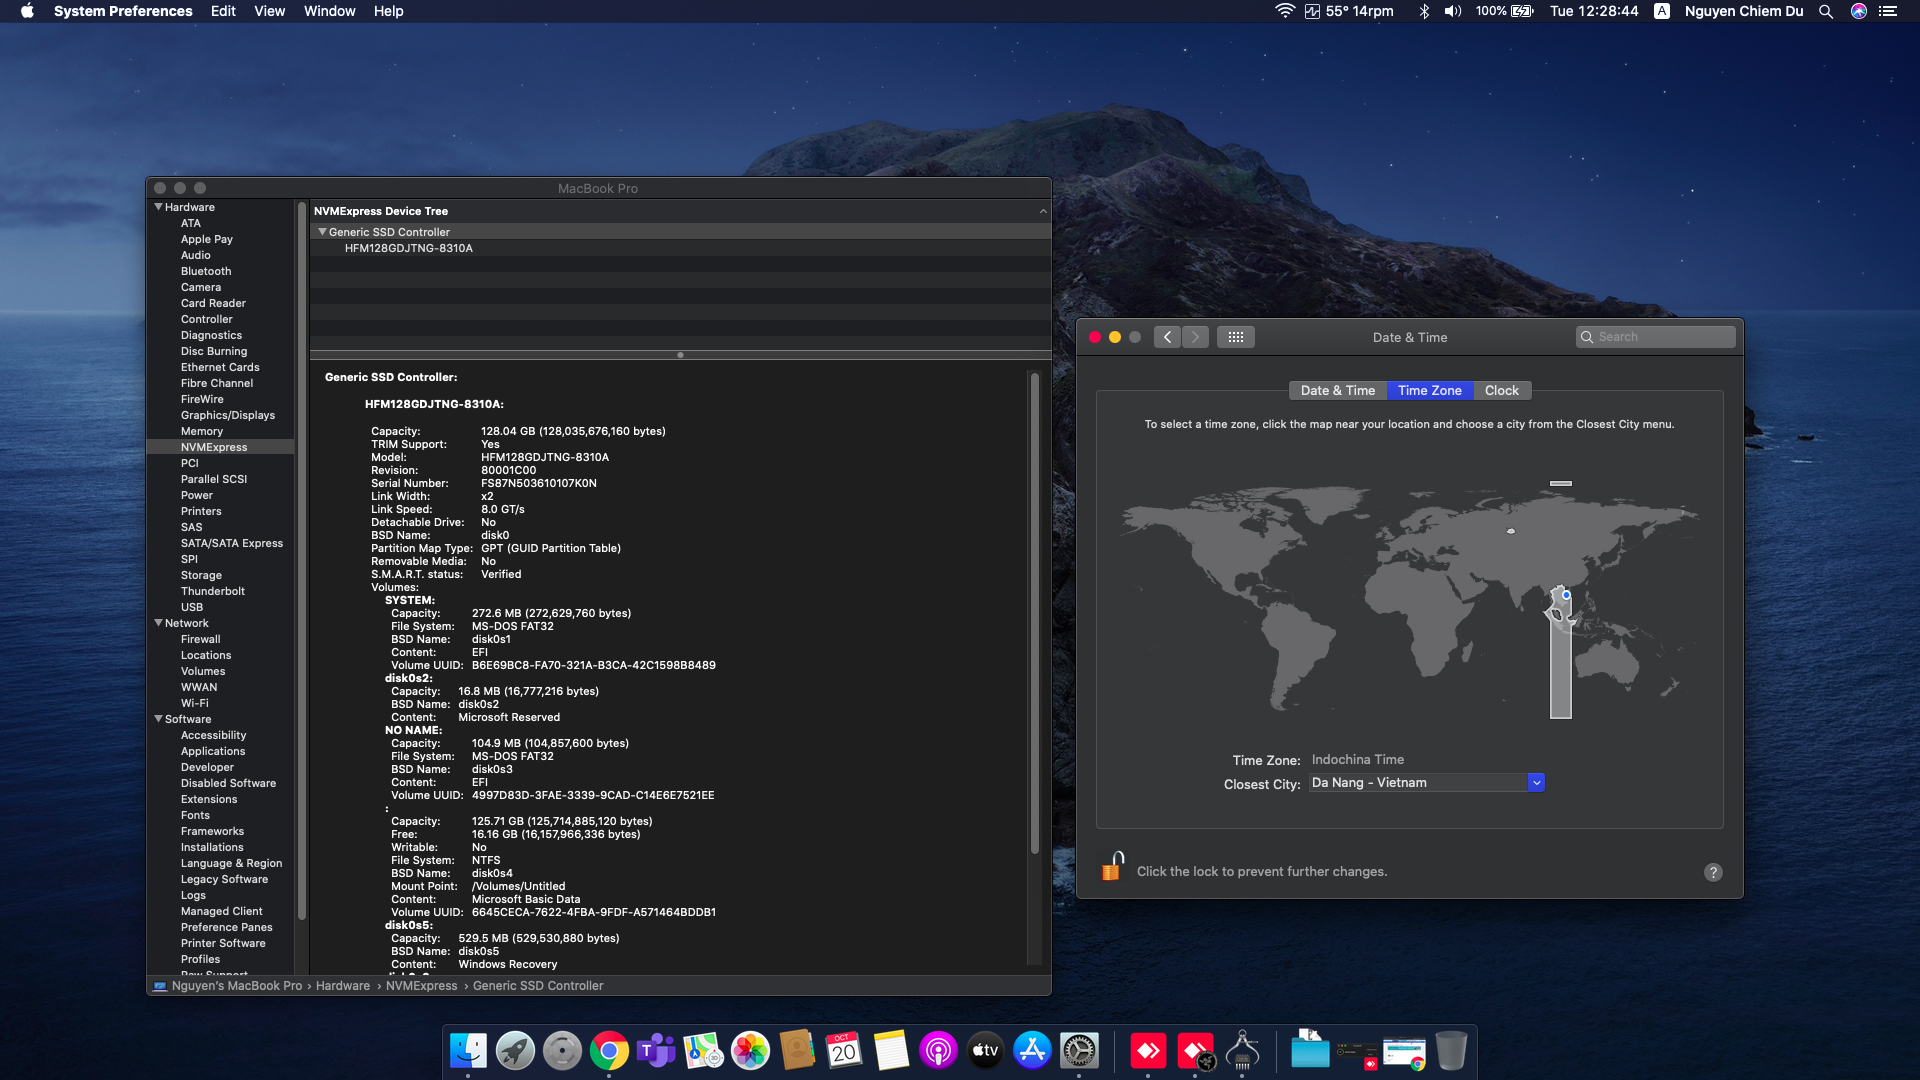 System Preferences Edit View Window Help
55° 14rpm 100% Tue 12:28:44 A Nguyen Chiem Du
MacBook Pro
Hardware
ATA
Apple Pay
Audio
Bluetooth
Camera
Card Reader
Controller
Diagnostics
Disc Burning
Ethernet Cards
Fibre Channel
FireWire
Graphics/Displays
Memory
NVMExpress
PCI
Parallel SCSI
Power
Printers
SAS
SATA/SATA Express
SPI
Storage
Thunderbolt
USB
Network
Firewall
Locations
Volumes
WWAN
Wi-Fi
Software
Accessibility
Applications
Developer
Disabled Software
Extensions
Fonts
Frameworks
Installations
Language & Region
Legacy Software
Logs
Managed Client
Preference Panes
Printer Software
Profiles
Raw Support
NVMExpress Device Tree
Generic SSD Controller
HFM128GDJTNG-8310A
Generic SSD Controller:
HFM128GDJTNG-8310A:
Capacity: 128.04 GB (128,035,676,160 bytes)
TRIM Support: Yes
Model: HFM128GDJTNG-8310A
Revision: 80001C00
Serial Number: FS87N503610107K0N
Link Width: x2
Link Speed: 8.0 GT/s
Detachable Drive: No
BSD Name: disk0
Partition Map Type: GPT (GUID Partition Table)
Removable Media: No
S.M.A.R.T. status: Verified
Volumes:
SYSTEM:
Capacity: 272.6 MB (272,629,760 bytes)
File System: MS-DOS FAT32
BSD Name: disk0s1
Content: EFI
Volume UUID: B6E69BC8-FA70-321A-B3CA-42C1598B8489
disk0s2:
Capacity: 16.8 MB (16,777,216 bytes)
BSD Name: disk0s2
Content: Microsoft Reserved
NO NAME:
Capacity: 104.9 MB (104,857,600 bytes)
File System: MS-DOS FAT32
BSD Name: disk0s3
Content: EFI
Volume UUID: 4997D83D-3FAE-3339-9CAD-C14E6E7521EE
:
Capacity: 125.71 GB (125,714,885,120 bytes)
Free: 16.16 GB (16,157,966,336 bytes)
Writable: No
File System: NTFS
BSD Name: disk0s4
Mount Point: /Volumes/Untitled
Content: Microsoft Basic Data
Volume UUID: 6645CECA-7622-4FBA-9FDF-A571464BDDB1
disk0s5:
Capacity: 529.5 MB (529,530,880 bytes)
BSD Name: disk0s5
Content: Windows Recovery
Nguyen's MacBook Pro › Hardware › NVMExpress › Generic SSD Controller
Date & Time
Search
Date & Time Time Zone Clock
To select a time zone, click the map near your location and choose a city from the Closest City menu.
Time Zone: Indochina Time
Closest City: Da Nang - Vietnam
Click the lock to prevent further changes.
?
OCT
20
tv